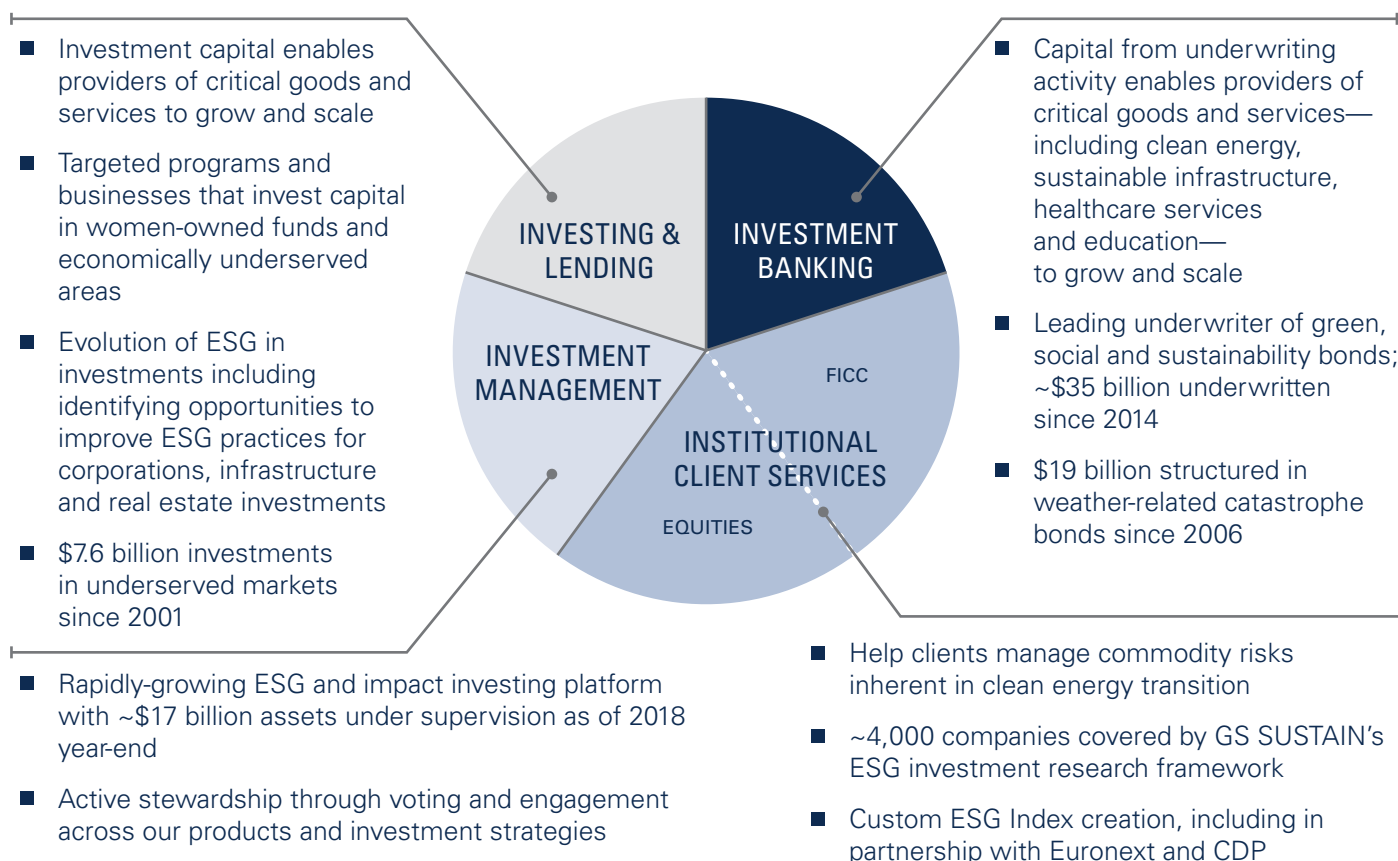 Investment capital enables
providers of critical goods and
services to grow and scale
Targeted programs and
businesses that invest capital
in women-owned funds and
economically underserved
areas
Evolution of ESG in
investments including
identifying opportunities to
improve ESG practices for
corporations, infrastructure
and real estate investments
$7.6 billion investments
in underserved markets
since 2001
INVESTING &
LENDING
INVESTMENT
BANKING
INVESTMENT
MANAGEMENT
FICC
INSTITUTIONAL
CLIENT SERVICES
EQUITIES
Capital from underwriting
activity enables providers of
critical goods and services—
including clean energy,
sustainable infrastructure,
healthcare services
and education—
to grow and scale
Leading underwriter of green,
social and sustainability bonds;
~$35 billion underwritten
since 2014
$19 billion structured in
weather-related catastrophe
bonds since 2006
Rapidly-growing ESG and impact investing platform
with ~$17 billion assets under supervision as of 2018
year-end
Active stewardship through voting and engagement
across our products and investment strategies
Help clients manage commodity risks
inherent in clean energy transition
~4,000 companies covered by GS SUSTAIN's
ESG investment research framework
Custom ESG Index creation, including in
partnership with Euronext and CDP